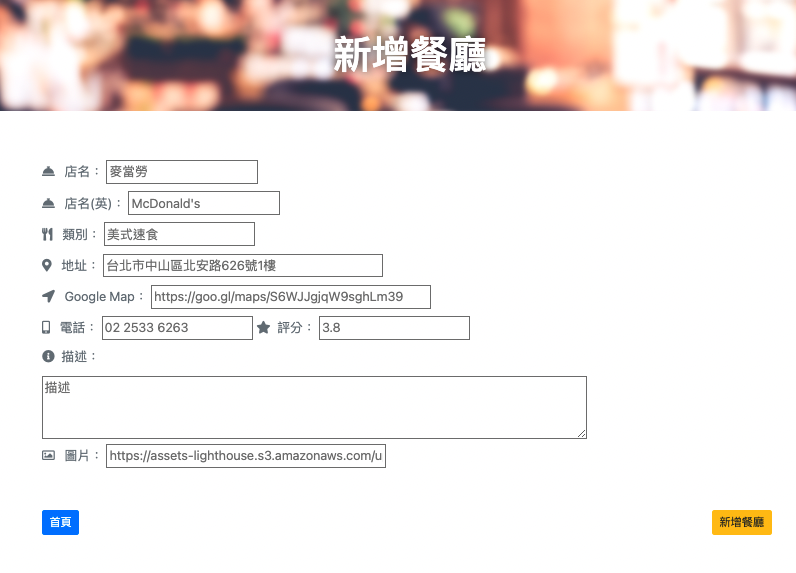 新增餐廳
店名： 麥當勞
店名(英)： McDonald's
類別： 美式速食
地址： 台北市中山區北安路626號1樓
Google Map： https://goo.gl/maps/S6WJJgjqW9sghLm39
電話： 02 2533 6263 評分： 3.8
描述：
描述
圖片： https://assets-lighthouse.s3.amazonaws.com/u
首頁 新增餐廳